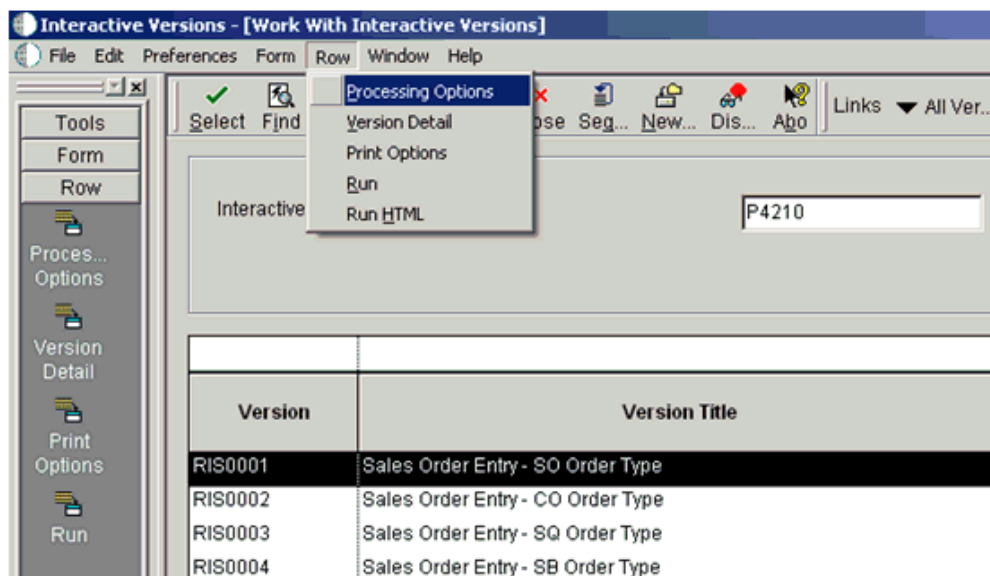 Interactive Versions - [Work With Interactive Versions]
File Edit Preferences Form Row Window Help
Processing Options
Version Detail
Print Options
Run
Run HTML
Select Find ose Seg... New... Dis... Abo Links All Ver...
Tools
Form
Row
Proces...
Options
Version
Detail
Print
Options
Run
Interactive
P4210
Version Version Title
RIS0001 Sales Order Entry - SO Order Type
RIS0002 Sales Order Entry - CO Order Type
RIS0003 Sales Order Entry - SQ Order Type
RIS0004 Sales Order Entry - SB Order Type